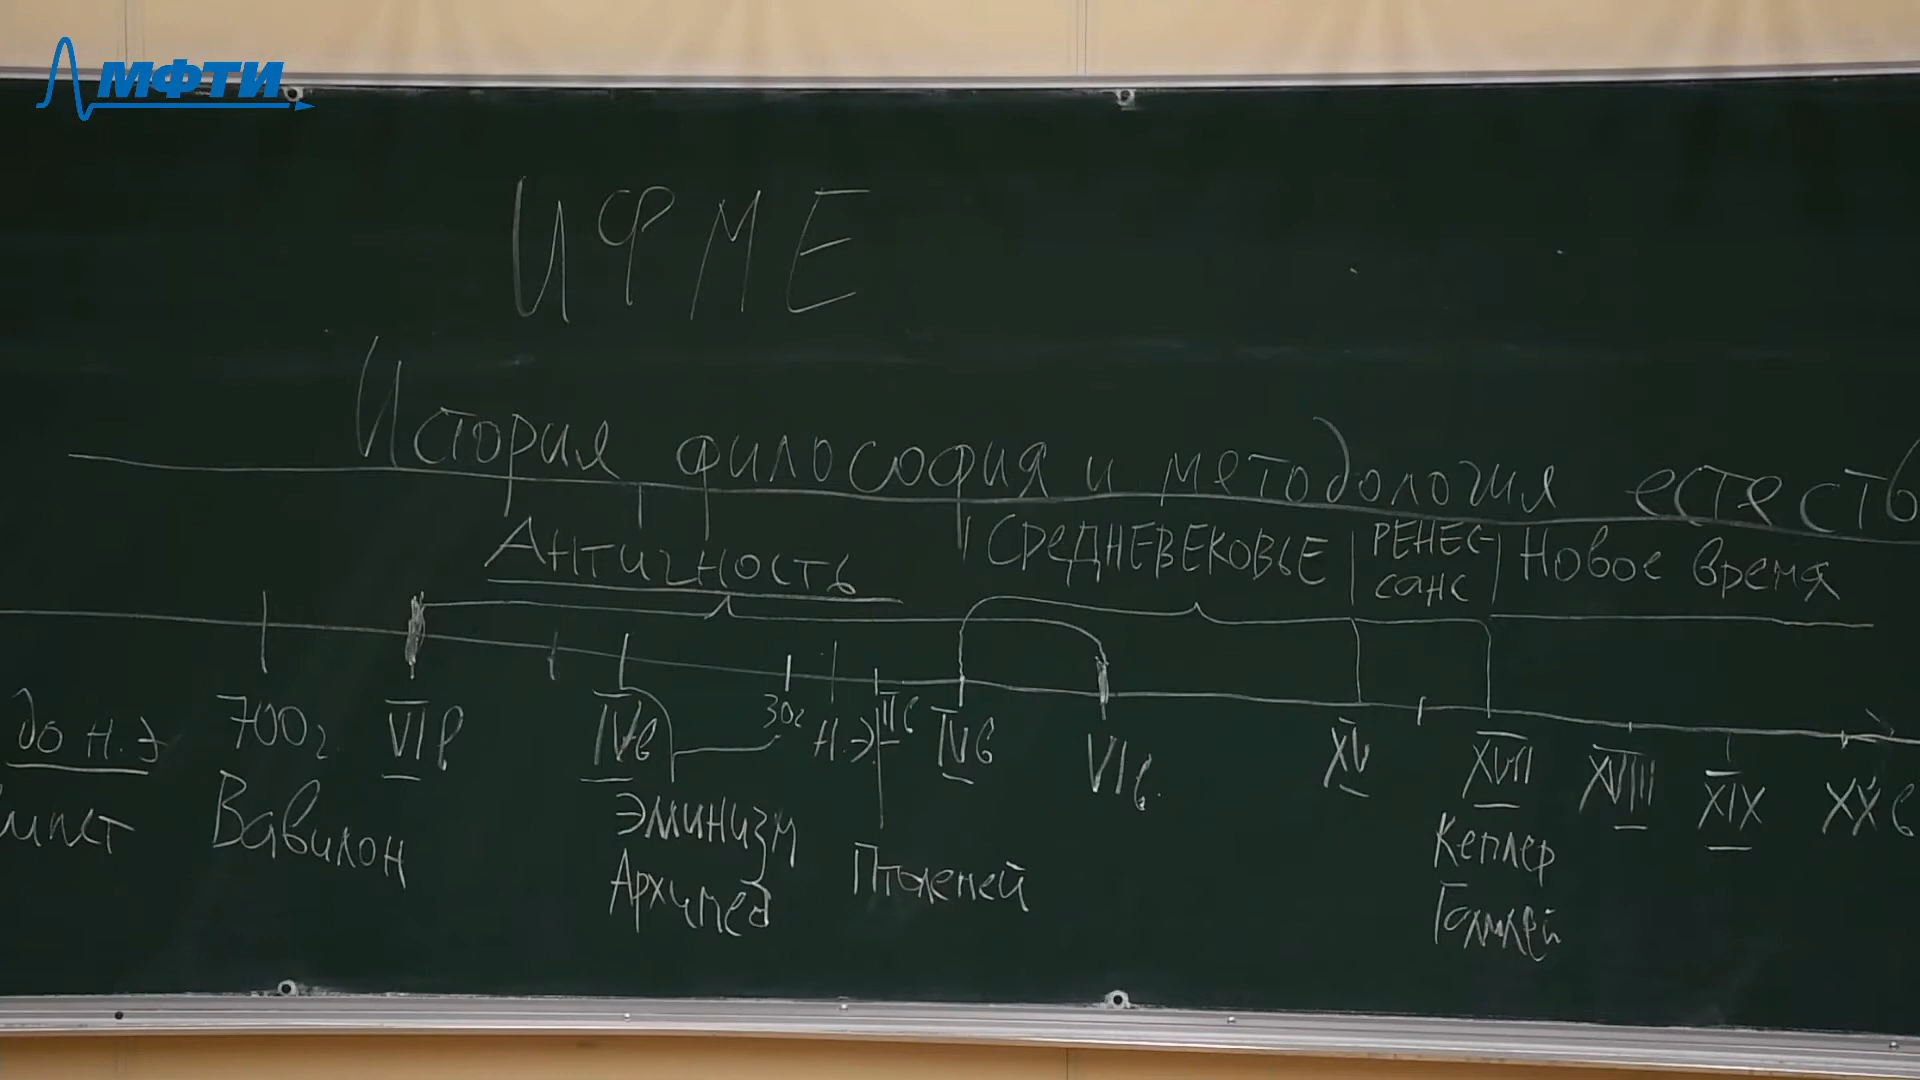 МФТИ
ИФМЕ
История философия и методология естеств
Античность Средневековье Ренес-
санс Новое время
до н.э 700г. VI в IV в 30г Н.Э II в IV в VI в. XV XVII XVIII XIX XX в
Вавилон Эллинизм Птолемей Кеплер
Архимед Галилей